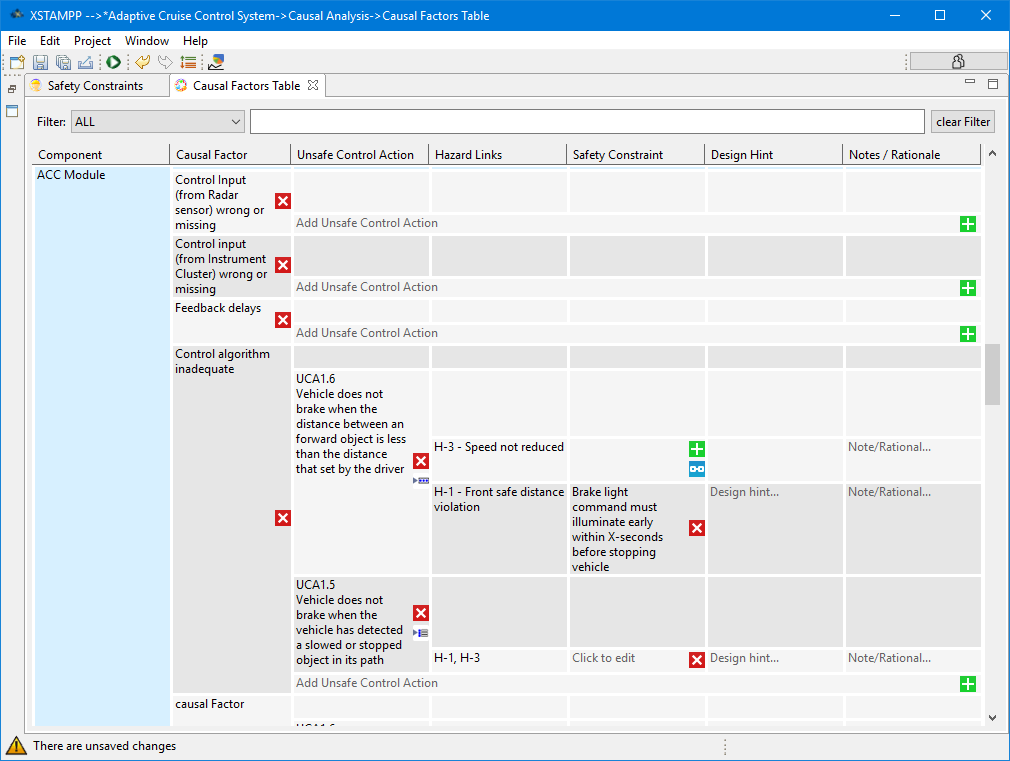 XSTAMPP -->*Adaptive Cruise Control System->Causal Analysis->Causal Factors Table
File Edit Project Window Help
Safety Constraints Causal Factors Table
Filter: ALL clear Filter
Component Causal Factor Unsafe Control Action Hazard Links Safety Constraint Design Hint Notes / Rationale
ACC Module
Control Input
(from Radar
sensor) wrong or
missing
Add Unsafe Control Action
Control input
(from Instrument
Cluster) wrong or
missing
Add Unsafe Control Action
Feedback delays
Add Unsafe Control Action
Control algorithm
inadequate
UCA1.6
Vehicle does not
brake when the
distance between an
forward object is less
than the distance
that set by the driver
H-3 - Speed not reduced
Note/Rational...
H-1 - Front safe distance
violation
Brake light
command must
illuminate early
within X-seconds
before stopping
vehicle
Design hint...
Note/Rational...
UCA1.5
Vehicle does not
brake when the
vehicle has detected
a slowed or stopped
object in its path
H-1, H-3
Click to edit
Design hint...
Note/Rational...
Add Unsafe Control Action
causal Factor
There are unsaved changes